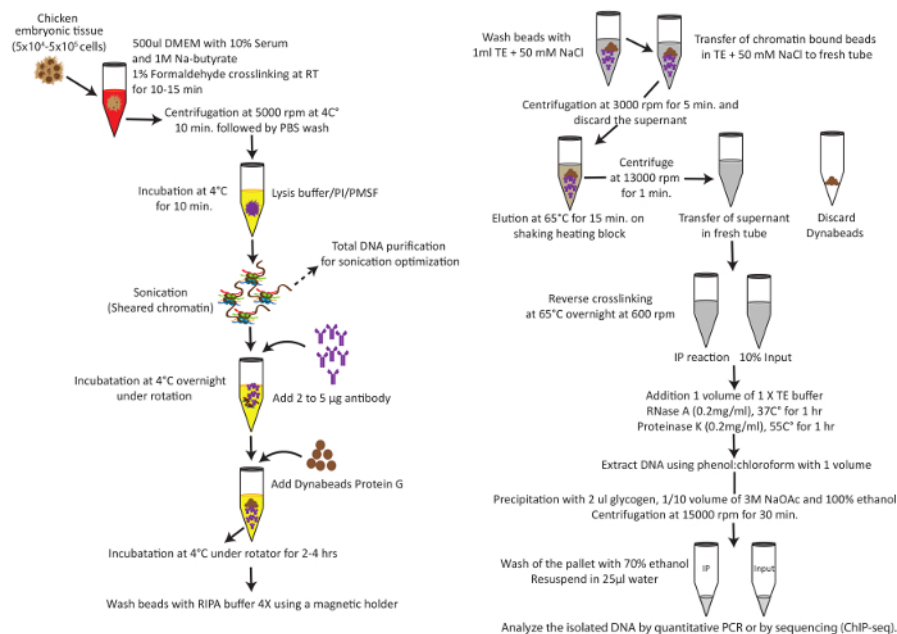 Chicken
embryonic tissue
(5x10⁴-5x10⁵ cells)
500ul DMEM with 10% Serum
and 1M Na-butyrate
1% Formaldehyde crosslinking at RT
for 10-15 min
Centrifugation at 5000 rpm at 4C°
10 min. followed by PBS wash
Incubation at 4°C
for 10 min.
Lysis buffer/PI/PMSF
Total DNA purification
for sonication optimization
Sonication
(Sheared chromatin)
Incubatation at 4°C overnight
under rotation
Add 2 to 5 µg antibody
Add Dynabeads Protein G
Incubatation at 4°C under rotator for 2-4 hrs
Wash beads with RIPA buffer 4X using a magnetic holder
Wash beads with
1ml TE + 50 mM NaCl
Transfer of chromatin bound beads
in TE + 50 mM NaCl to fresh tube
Centrifugation at 3000 rpm for 5 min. and
discard the supernant
Centrifuge
at 13000 rpm
for 1 min.
Elution at 65°C for 15 min. on
shaking heating block
Transfer of supernant
in fresh tube
Discard
Dynabeads
Reverse crosslinking
at 65°C overnight at 600 rpm
IP reaction
10% Input
Addition 1 volume of 1 X TE buffer
RNase A (0.2mg/ml), 37C° for 1 hr
Proteinase K (0.2mg/ml), 55C° for 1 hr
Extract DNA using phenol:chloroform with 1 volume
Precipitation with 2 ul glycogen, 1/10 volume of 3M NaOAc and 100% ethanol
Centrifugation at 15000 rpm for 30 min.
Wash of the pallet with 70% ethanol
Resuspend in 25µl water
IP
Input
Analyze the isolated DNA by quantitative PCR or by sequencing (ChIP-seq).